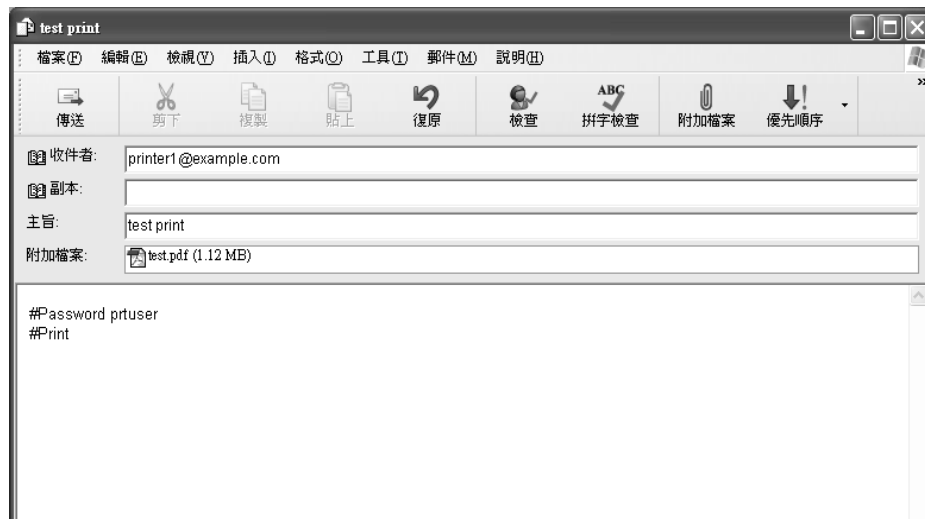 test print
檔案(F) 編輯(E) 檢視(V) 插入(I) 格式(O) 工具(T) 郵件(M) 說明(H)
傳送 剪下 複製 貼上 復原 ABC 檢查 拼字檢查 附加檔案 優先順序 »
收件者: printer1@example.com
副本:
主旨: test print
附加檔案: test.pdf (1.12 MB)
#Password prtuser
#Print